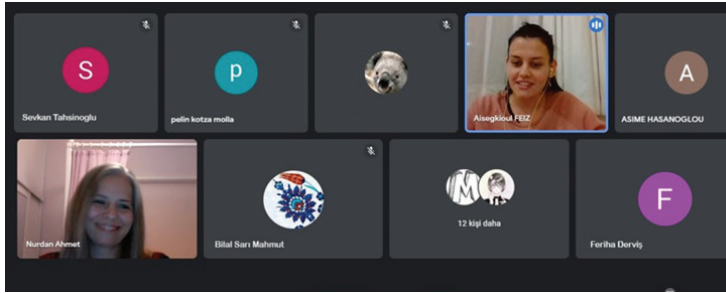 S
Sevkan Tahsinoglu
p
pelin kotza molla
Aisegkioul FEIZ
A
ASIME HASANOGLOU
Nurdan Ahmet
Bilal Sarı Mahmut
M
12 kişi daha
F
Feriha Derviş